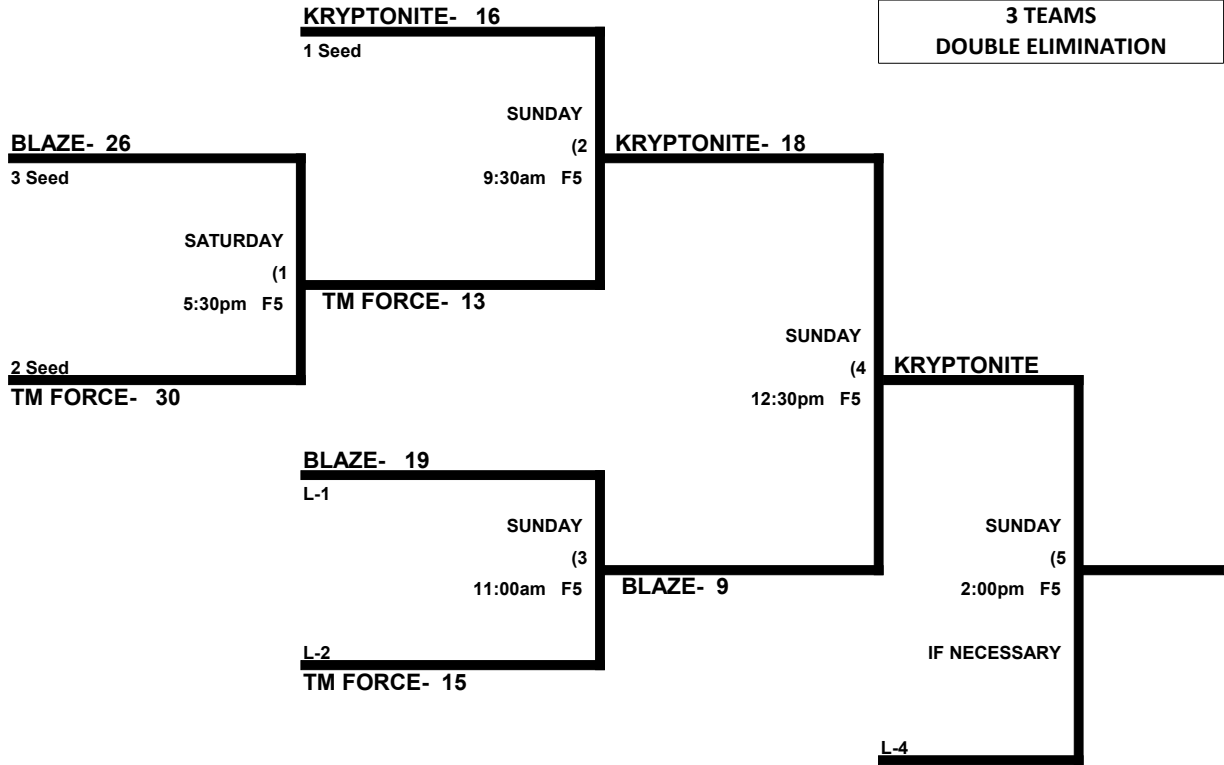 KRYPTONITE-  16
1 Seed
3 TEAMS
DOUBLE ELIMINATION
SUNDAY
(2
9:30am   F5
BLAZE-  26
3 Seed
KRYPTONITE-  18
SATURDAY
(1
5:30pm   F5
TM FORCE-  13
2 Seed
TM FORCE-   30
SUNDAY
(4
12:30pm   F5
KRYPTONITE
BLAZE-   19
L-1
SUNDAY
(3
11:00am   F5
BLAZE-  9
L-2
TM FORCE-  15
SUNDAY
(5
2:00pm   F5
IF NECESSARY
L-4